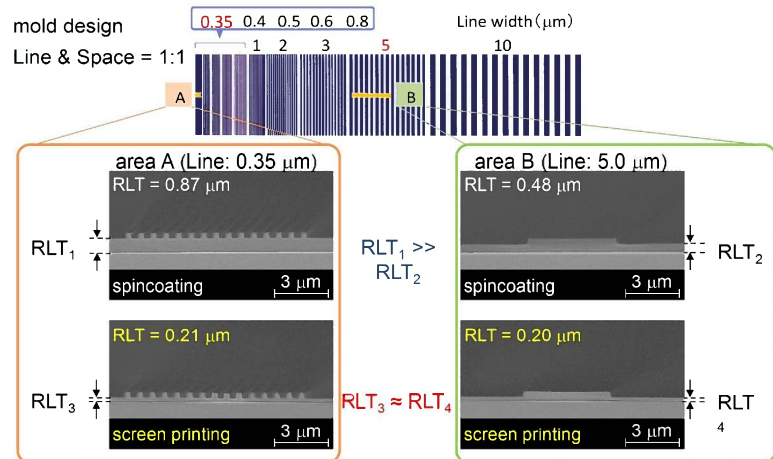 mold design
0.35 0.4 0.5 0.6 0.8
Line width(μm)
Line & Space = 1:1
1 2 3 5 10
A
B
area A (Line: 0.35 μm)
area B (Line: 5.0 μm)
RLT = 0.87 μm
RLT = 0.48 μm
RLT1
RLT1 >>
RLT2
RLT2
spincoating
3 μm
spincoating
3 μm
RLT = 0.21 μm
RLT = 0.20 μm
RLT3
RLT3 ≈ RLT4
RLT
4
screen printing
3 μm
screen printing
3 μm